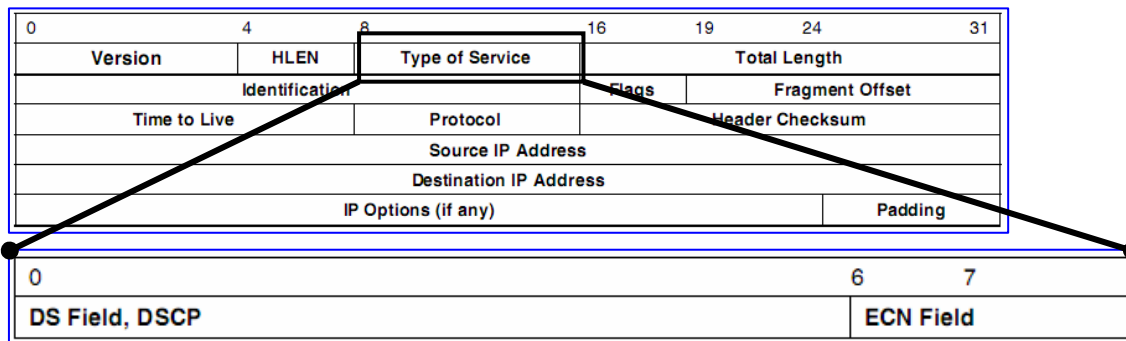 0 4 8 16 19 24 31
Version HLEN Type of Service Total Length
Identification Flags Fragment Offset
Time to Live Protocol Header Checksum
Source IP Address
Destination IP Address
IP Options (if any) Padding
0 6 7
DS Field, DSCP ECN Field